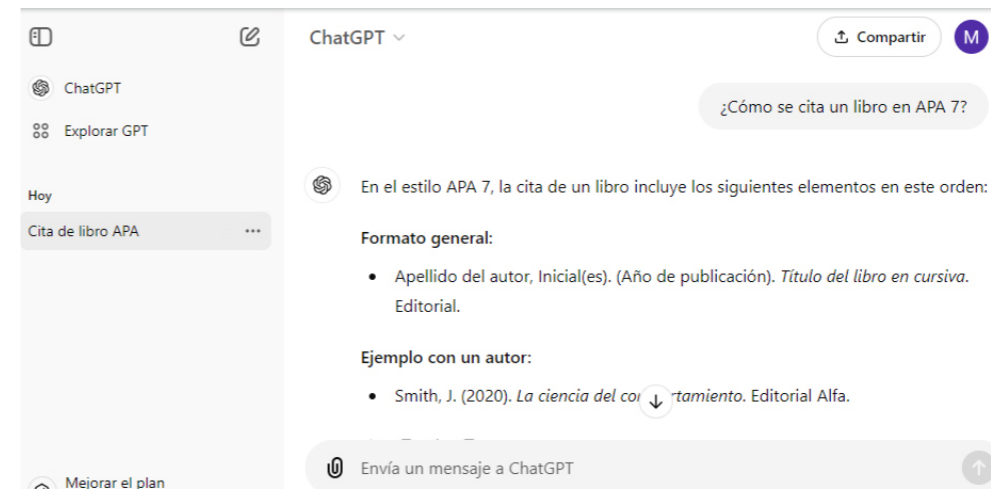 ChatGPT
Compartir
M
ChatGPT
Explorar GPT
Hoy
Cita de libro APA
¿Cómo se cita un libro en APA 7?
En el estilo APA 7, la cita de un libro incluye los siguientes elementos en este orden:
Formato general:
• Apellido del autor, Inicial(es). (Año de publicación). Título del libro en cursiva.
Editorial.
Ejemplo con un autor:
• Smith, J. (2020). La ciencia del rtamiento. Editorial Alfa.
Envía un mensaje a ChatGPT
Mejorar el plan